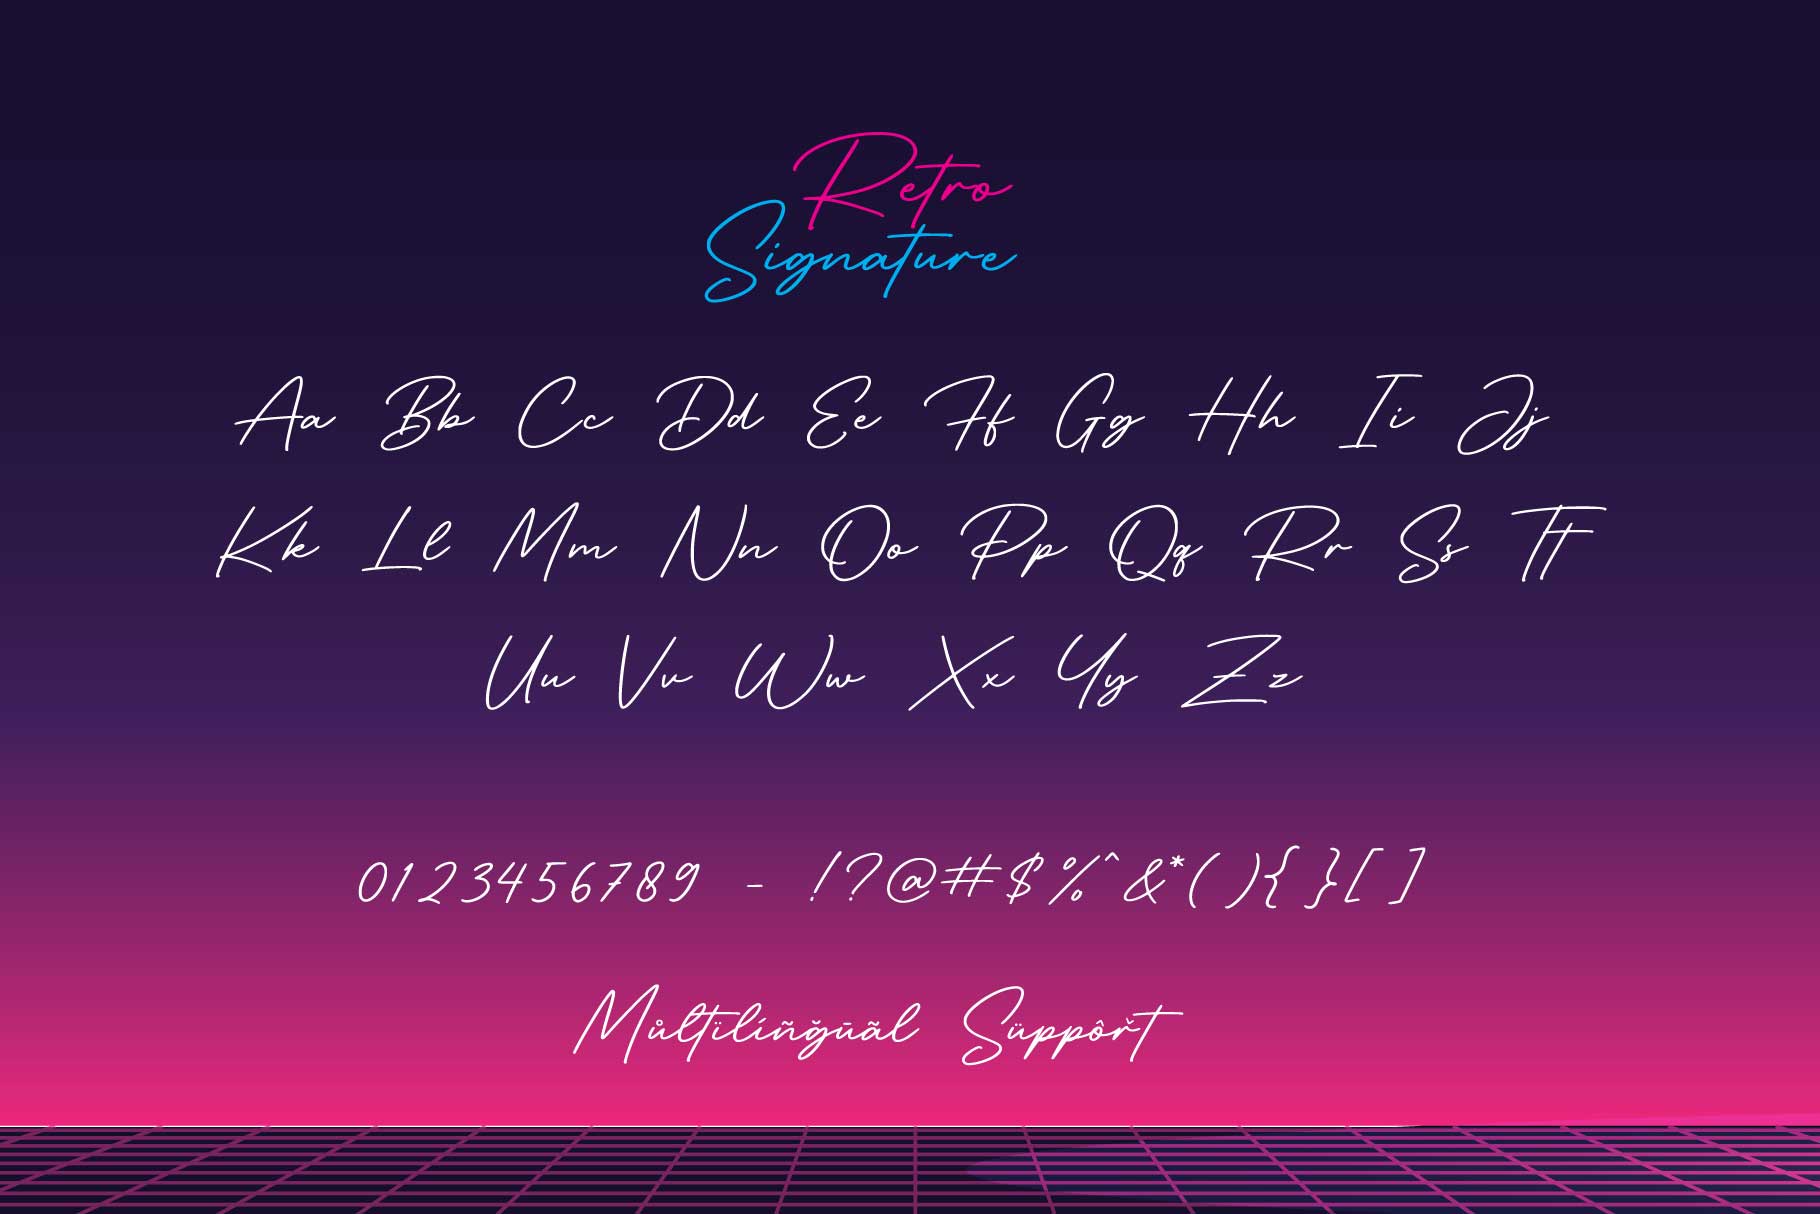 Retro
Signature
Aa Bb Cc Dd Ee Ff Gg Hh Ii Jj
Kk Ll Mm Nn Oo Pp Qq Rr Ss Tt
Uu Vv Ww Xx Yy Zz
0123456789 - !?@#$%^&*(){}[]
Můltïlíñğūãl Süppôřt